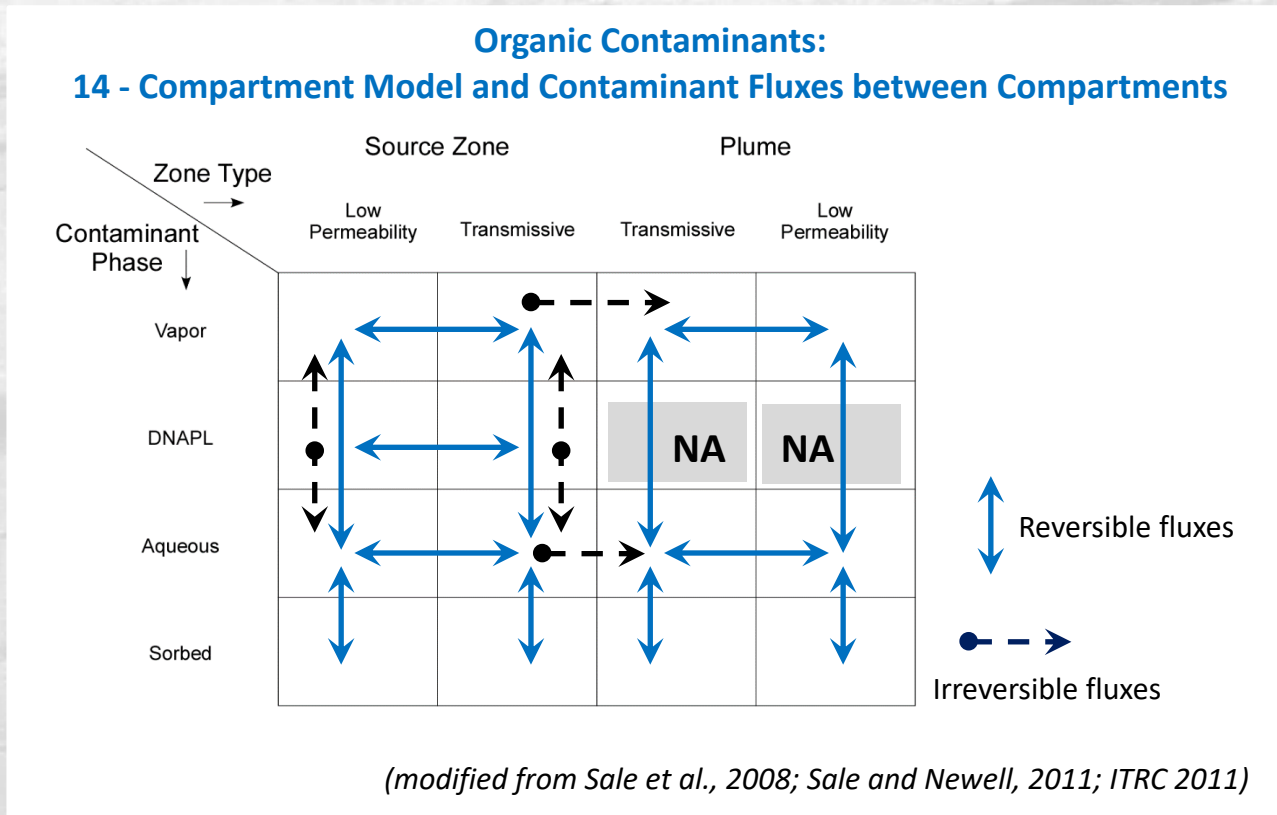 Organic Contaminants:
14 - Compartment Model and Contaminant Fluxes between Compartments
Source Zone
Plume
Zone Type
Contaminant
Phase
Low
Permeability
Transmissive
Transmissive
Low
Permeability
Vapor
DNAPL
NA
NA
Aqueous
Sorbed
Reversible fluxes
Irreversible fluxes
(modified from Sale et al., 2008; Sale and Newell, 2011; ITRC 2011)